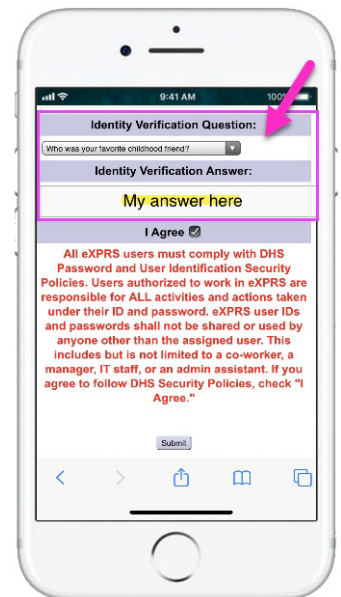 9:41 AM
100%
Identity Verification Question:
Who was your favorite childhood friend?
Identity Verification Answer:
My answer here
I Agree
All eXPRS users must comply with DHS
Password and User Identification Security
Policies. Users authorized to work in eXPRS are
responsible for ALL activities and actions taken
under their ID and password. eXPRS user IDs
and passwords shall not be shared or used by
anyone other than the assigned user. This
includes but is not limited to a co-worker, a
manager, IT staff, or an admin assistant. If you
agree to follow DHS Security Policies, check "I
Agree."
Submit